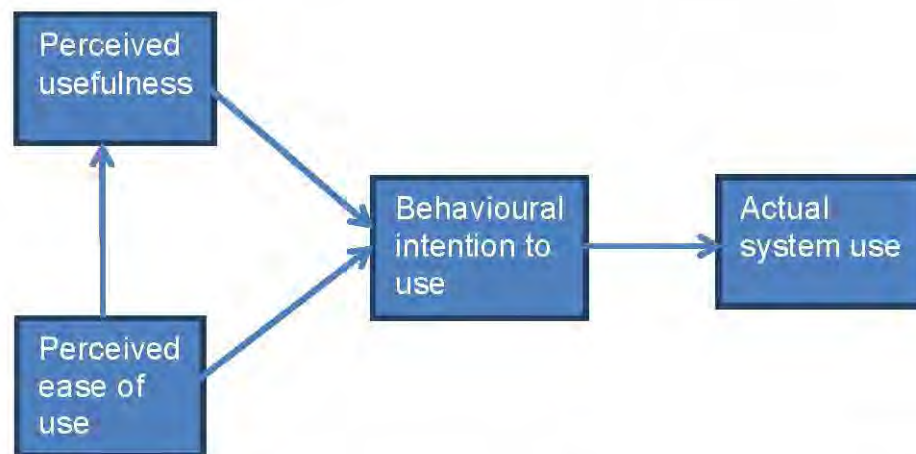 Perceived
usefulness
Perceived
ease of
use
Behavioural
intention to
use
Actual
system use